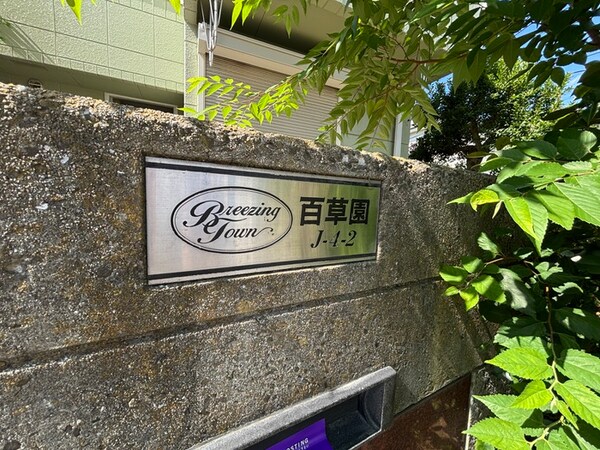 Breezing
Town
百草園
J-4-2